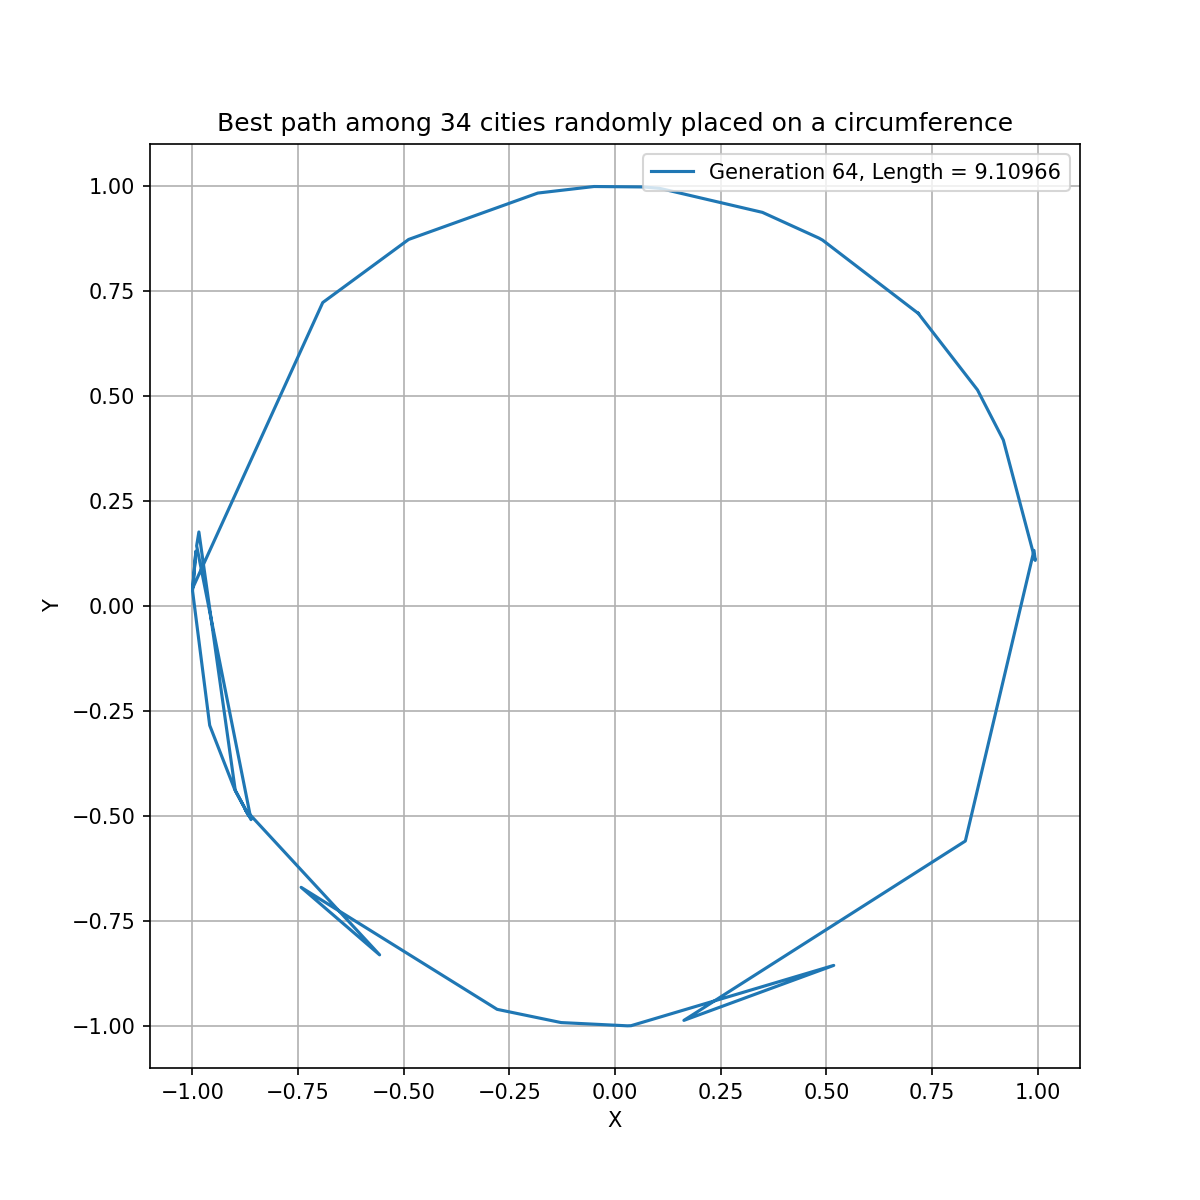 Best path among 34 cities randomly placed on a circumference
Generation 64, Length = 9.10966
1.00
0.75
0.50
0.25
0.00
−0.25
−0.50
−0.75
−1.00
Y
−1.00 −0.75 −0.50 −0.25 0.00 0.25 0.50 0.75 1.00
X